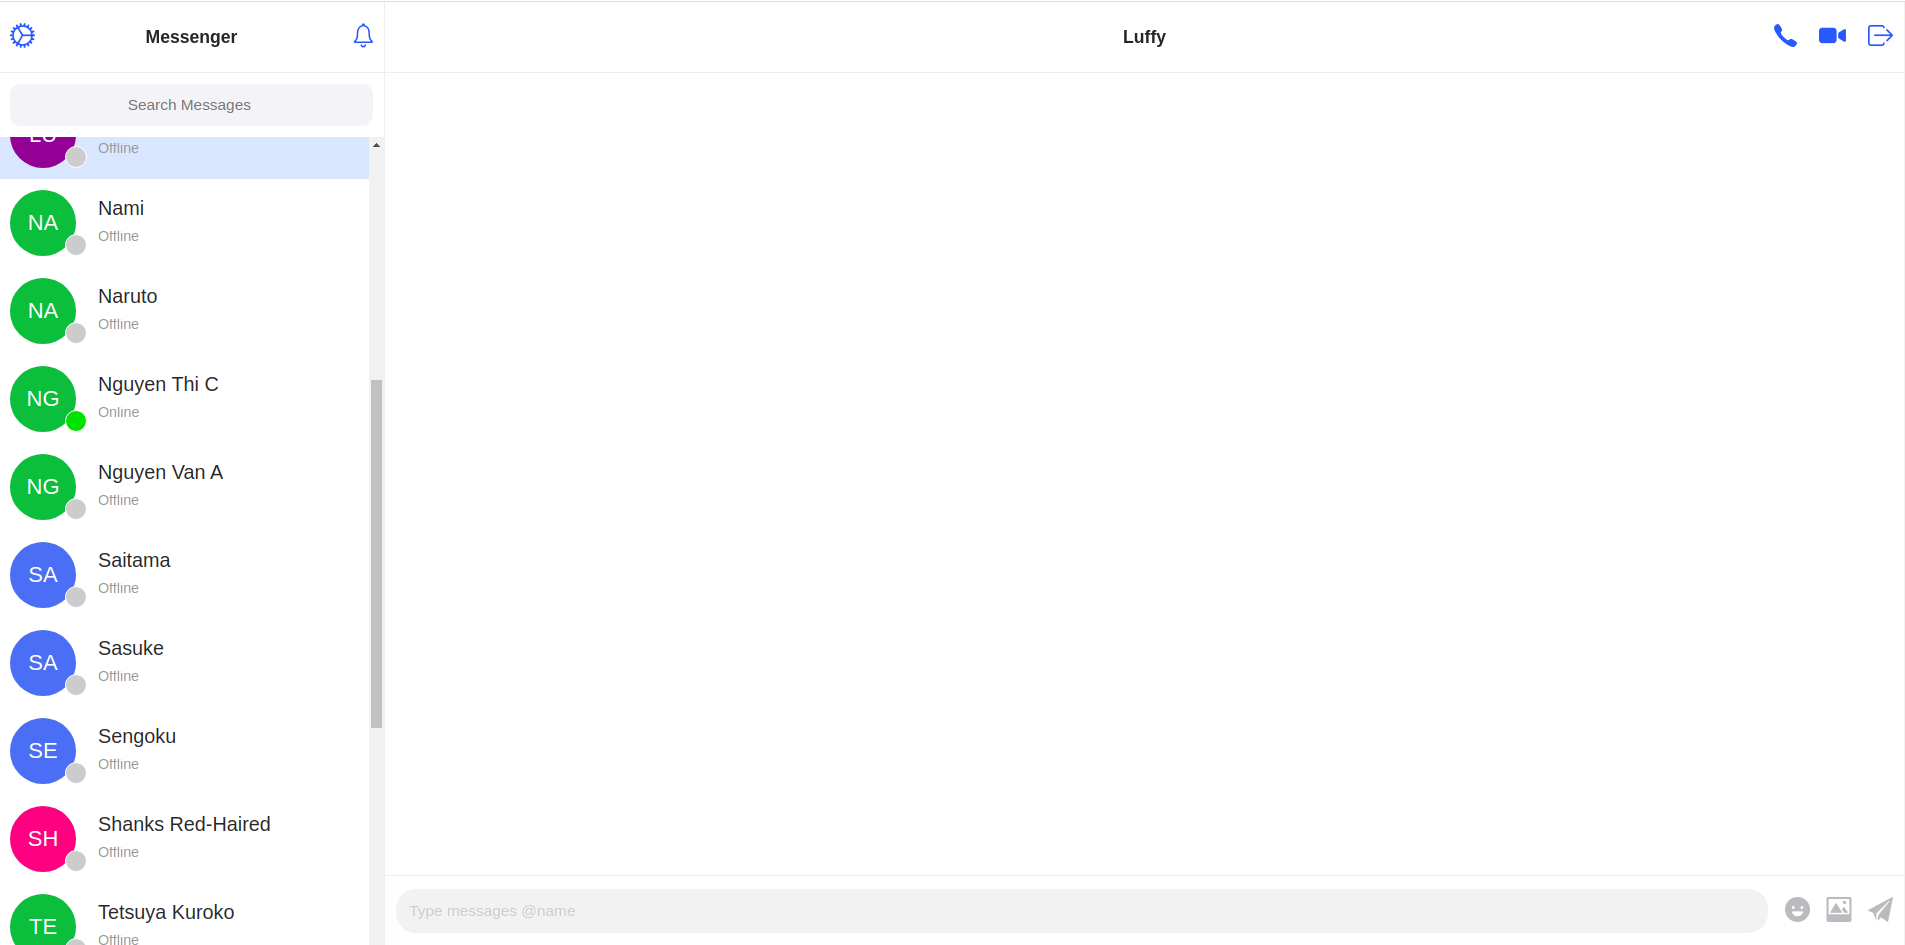 Messenger
Luffy
Search Messages
Offline
NA
Nami
Offline
NA
Naruto
Offline
NG
Nguyen Thi C
Online
NG
Nguyen Van A
Offline
SA
Saitama
Offline
SA
Sasuke
Offline
SE
Sengoku
Offline
SH
Shanks Red-Haired
Offline
TE
Tetsuya Kuroko
Offline
Type messages @name